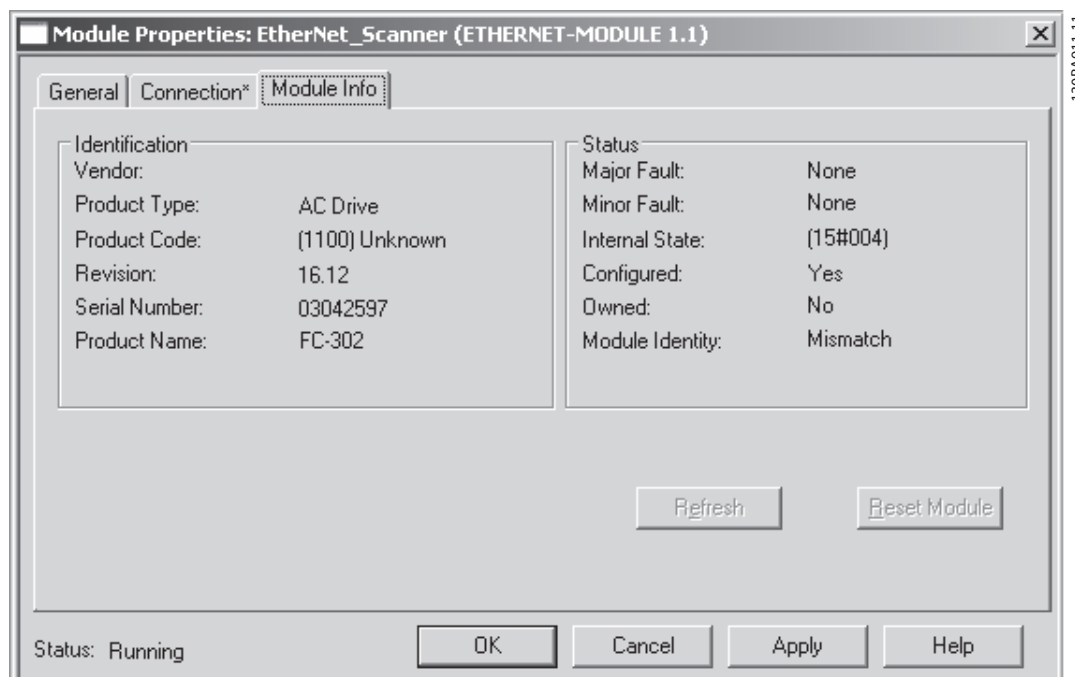 Module Properties: EtherNet_Scanner (ETHERNET-MODULE 1.1)
General
Connection*
Module Info
Identification
Vendor:
Product Type: AC Drive
Product Code: (1100) Unknown
Revision: 16.12
Serial Number: 03042597
Product Name: FC-302
Status
Major Fault: None
Minor Fault: None
Internal State: (15#004)
Configured: Yes
Owned: No
Module Identity: Mismatch
Refresh
Reset Module
Status: Running
OK
Cancel
Apply
Help